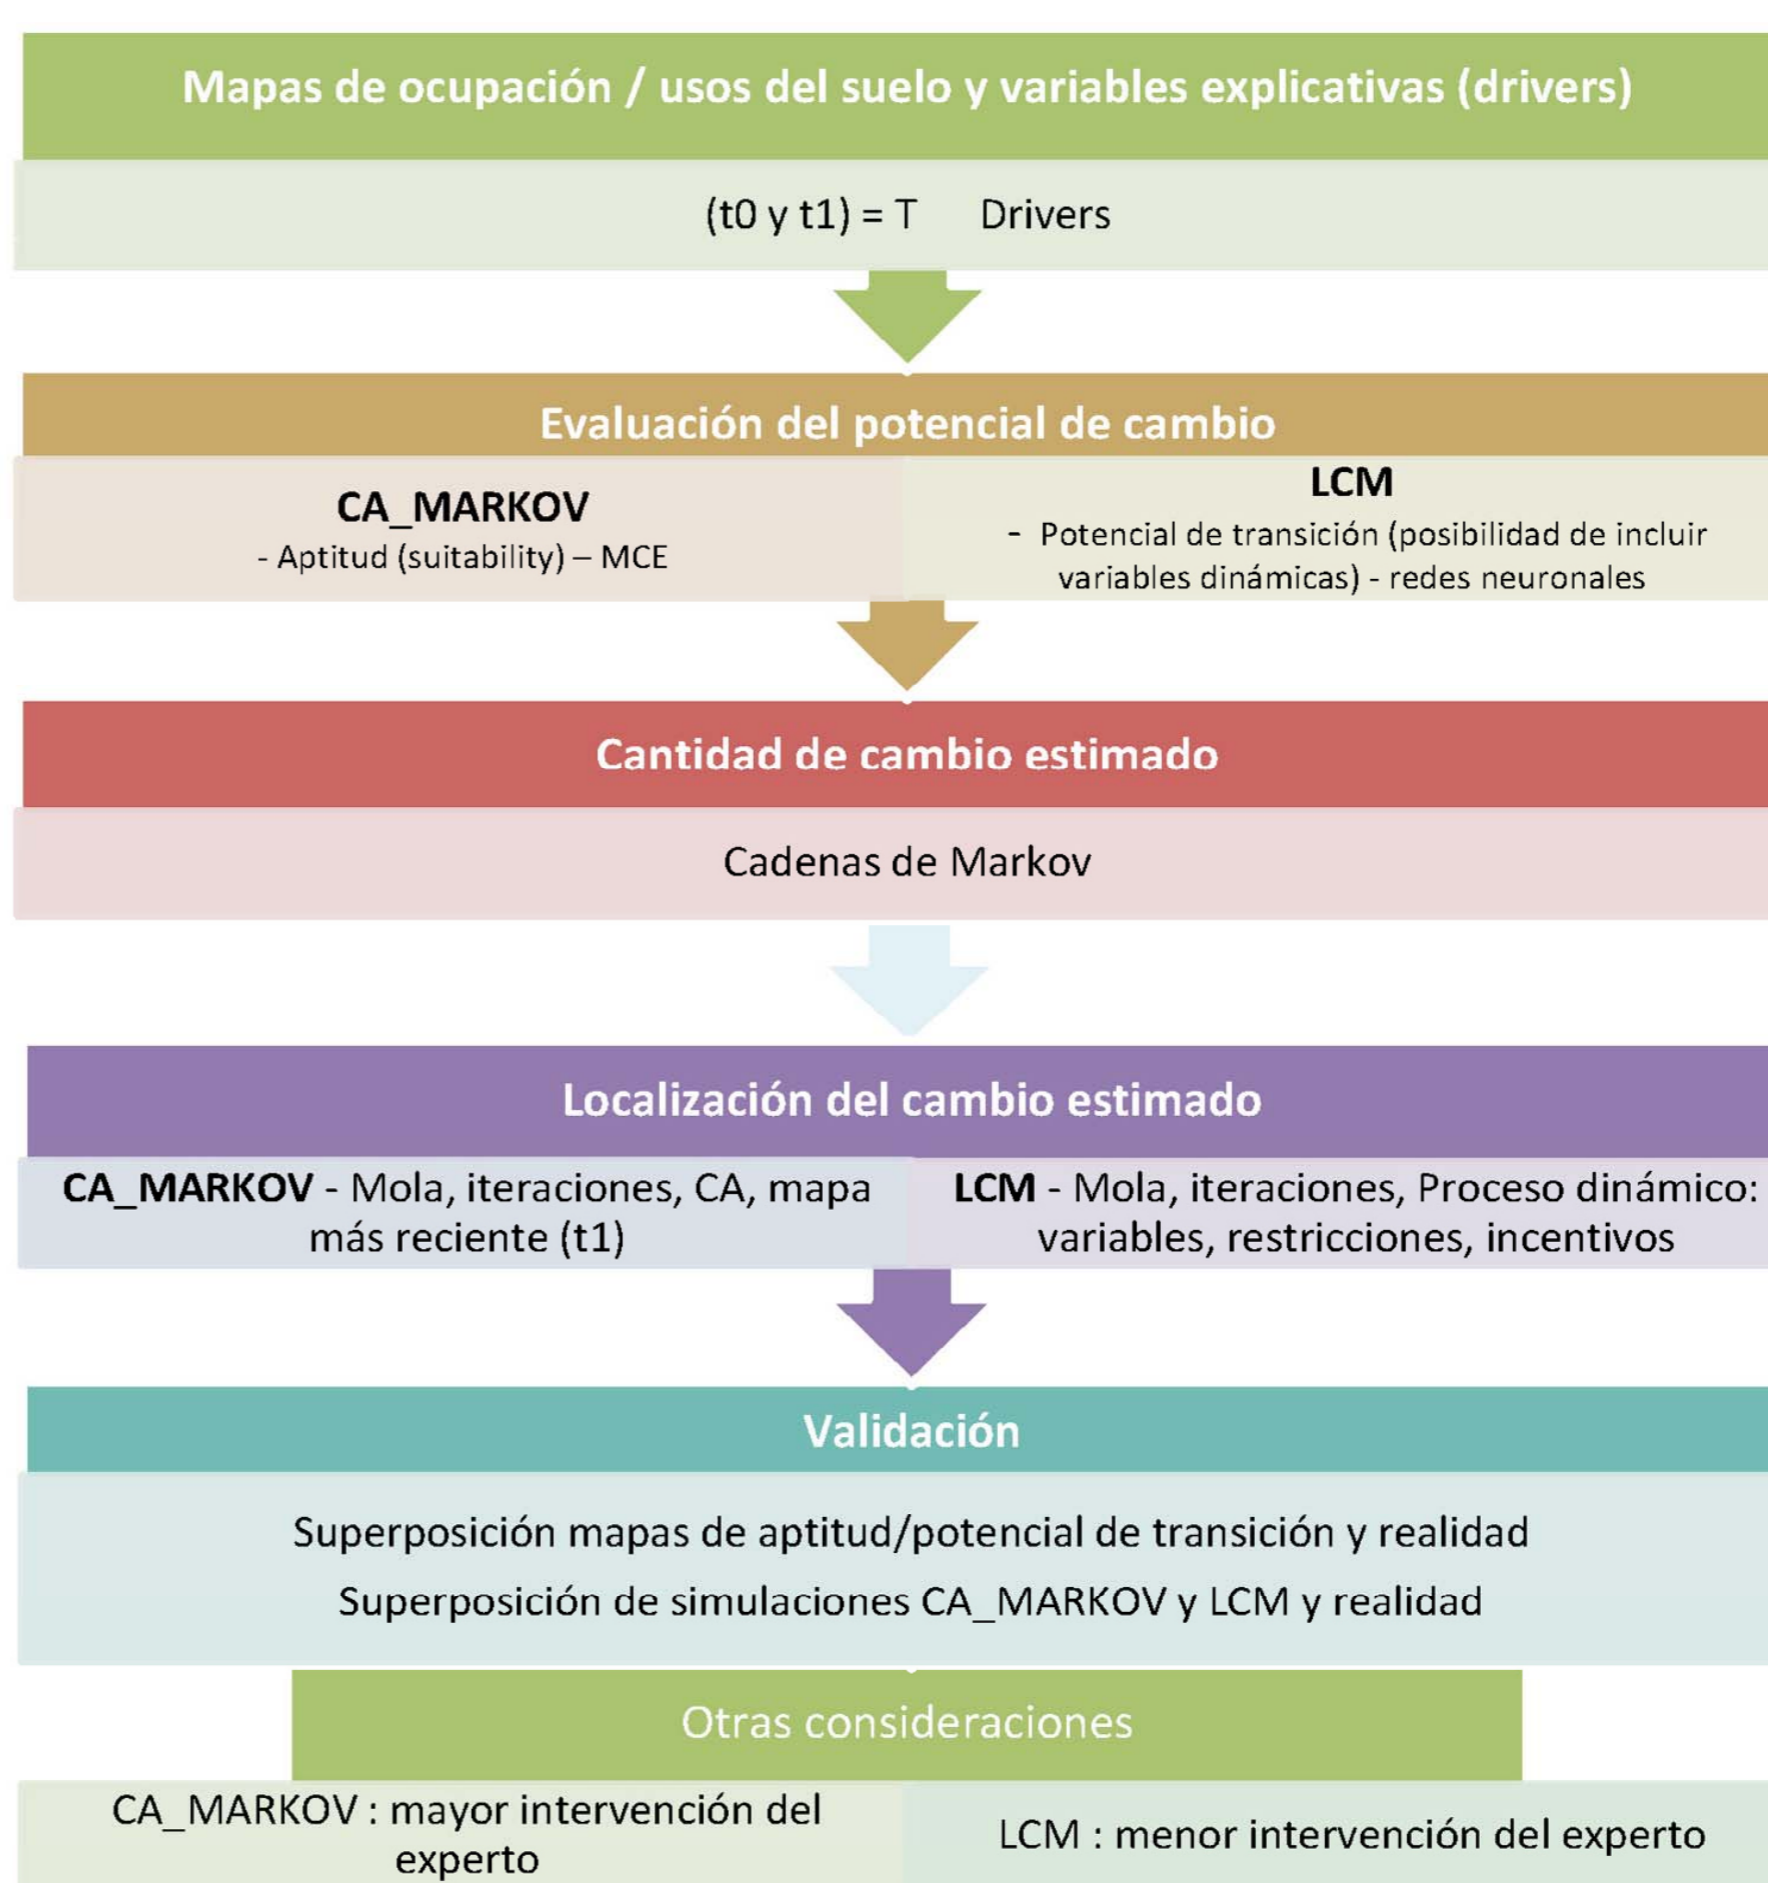 Mapas de ocupación / usos del suelo y variables explicativas (drivers)
(t0 y t1) = T Drivers
Evaluación del potencial de cambio
CA_MARKOV
- Aptitud (suitability) – MCE
LCM
- Potencial de transición (posibilidad de incluir
variables dinámicas) - redes neuronales
Cantidad de cambio estimado
Cadenas de Markov
Localización del cambio estimado
CA_MARKOV - Mola, iteraciones, CA, mapa
más reciente (t1)
LCM - Mola, iteraciones, Proceso dinámico:
variables, restricciones, incentivos
Validación
Superposición mapas de aptitud/potencial de transición y realidad
Superposición de simulaciones CA_MARKOV y LCM y realidad
Otras consideraciones
CA_MARKOV : mayor intervención del
experto
LCM : menor intervención del experto